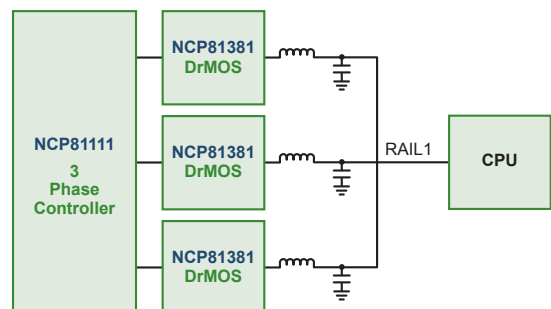 NCP81381
DrMOS
NCP81111
3
Phase
Controller
NCP81381
DrMOS
RAIL1
CPU
NCP81381
DrMOS